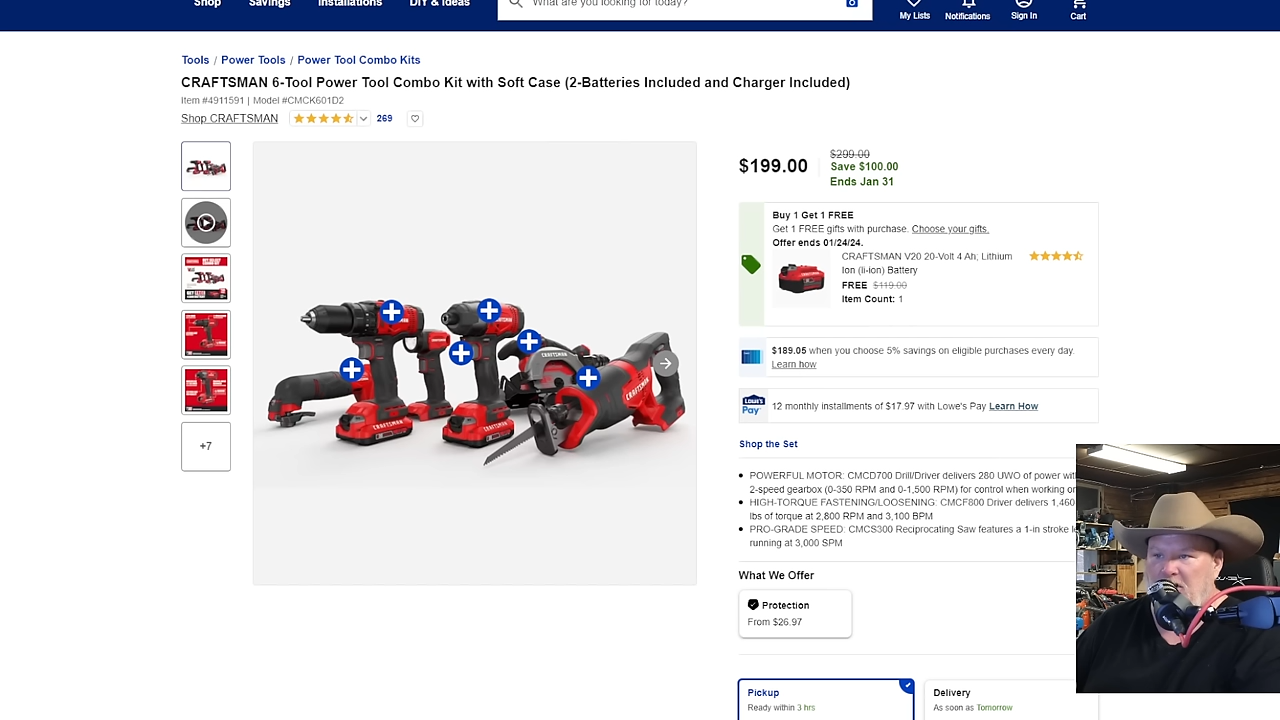 Shop Savings Installations DIY & Ideas
What are you looking for today?
My Lists Notifications Sign In Cart
Tools / Power Tools / Power Tool Combo Kits
CRAFTSMAN 6-Tool Power Tool Combo Kit with Soft Case (2-Batteries Included and Charger Included)
Item #4911591 | Model #CMCK601D2
Shop CRAFTSMAN 269
$199.00
$299.00
Save $100.00
Ends Jan 31
Buy 1 Get 1 FREE
Get 1 FREE gifts with purchase. Choose your gifts.
Offer ends 01/24/24.
CRAFTSMAN V20 20-Volt 4 Ah; Lithium
Ion (li-ion) Battery
FREE $119.00
Item Count: 1
$189.05 when you choose 5% savings on eligible purchases every day.
Learn how
LOWE'S
Pay
12 monthly installments of $17.97 with Lowe's Pay Learn How
Shop the Set
POWERFUL MOTOR: CMCD700 Drill/Driver delivers 280 UWO of power
2-speed gearbox (0-350 RPM and 0-1,500 RPM) for control when working
HIGH-TORQUE FASTENING/LOOSENING: CMCF800 Driver delivers 1,460
lbs of torque at 2,800 RPM and 3,100 BPM
PRO-GRADE SPEED: CMCS300 Reciprocating Saw features a 1-in stroke
running at 3,000 SPM
What We Offer
Protection
From $26.97
Pickup
Ready within 3 hrs
Delivery
As soon as Tomorrow
+7
CRAFTSMAN
CRAFTSMAN
CRAFTSMAN
CRAFTSMAN